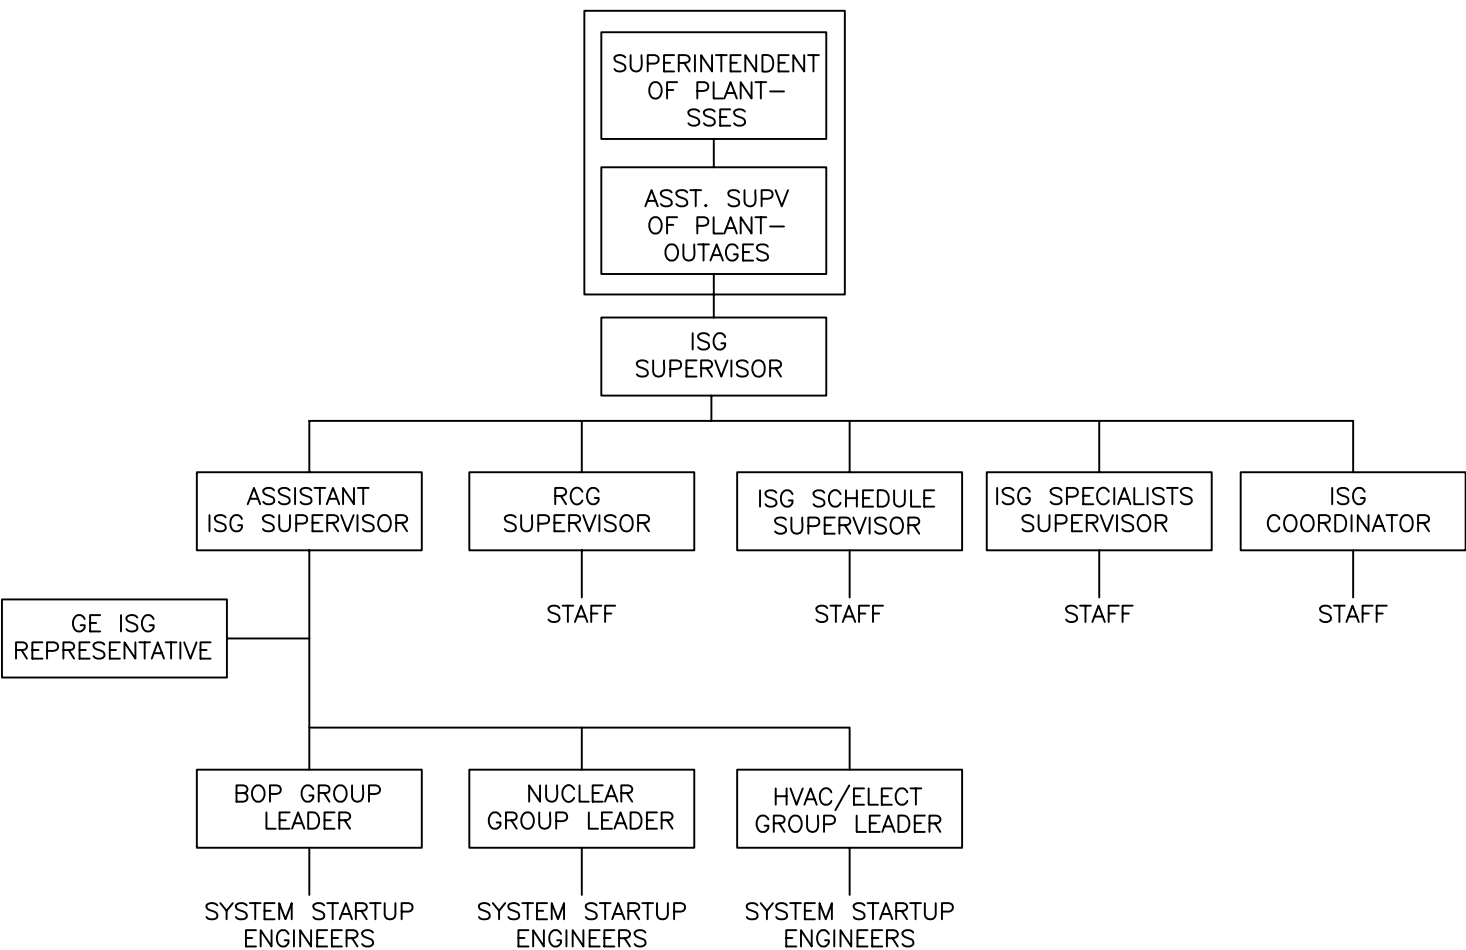 SUPERINTENDENT
OF PLANT-
SSES
ASST. SUPV
OF PLANT-
OUTAGES
ISG
SUPERVISOR
ASSISTANT
ISG SUPERVISOR
RCG
SUPERVISOR
ISG SCHEDULE
SUPERVISOR
ISG SPECIALISTS
SUPERVISOR
ISG
COORDINATOR
STAFF
STAFF
STAFF
STAFF
GE ISG
REPRESENTATIVE
BOP GROUP
LEADER
NUCLEAR
GROUP LEADER
HVAC/ELECT
GROUP LEADER
SYSTEM STARTUP
ENGINEERS
SYSTEM STARTUP
ENGINEERS
SYSTEM STARTUP
ENGINEERS